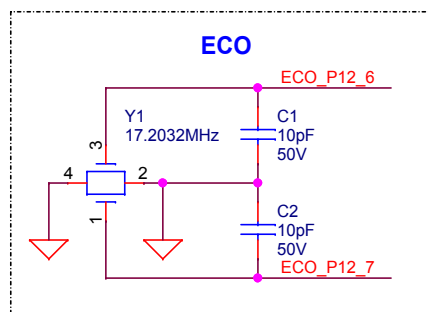 ECO
ECO_P12_6
Y1
17.2032MHz
C1
10pF
50V
3
4
2
1
C2
10pF
50V
ECO_P12_7